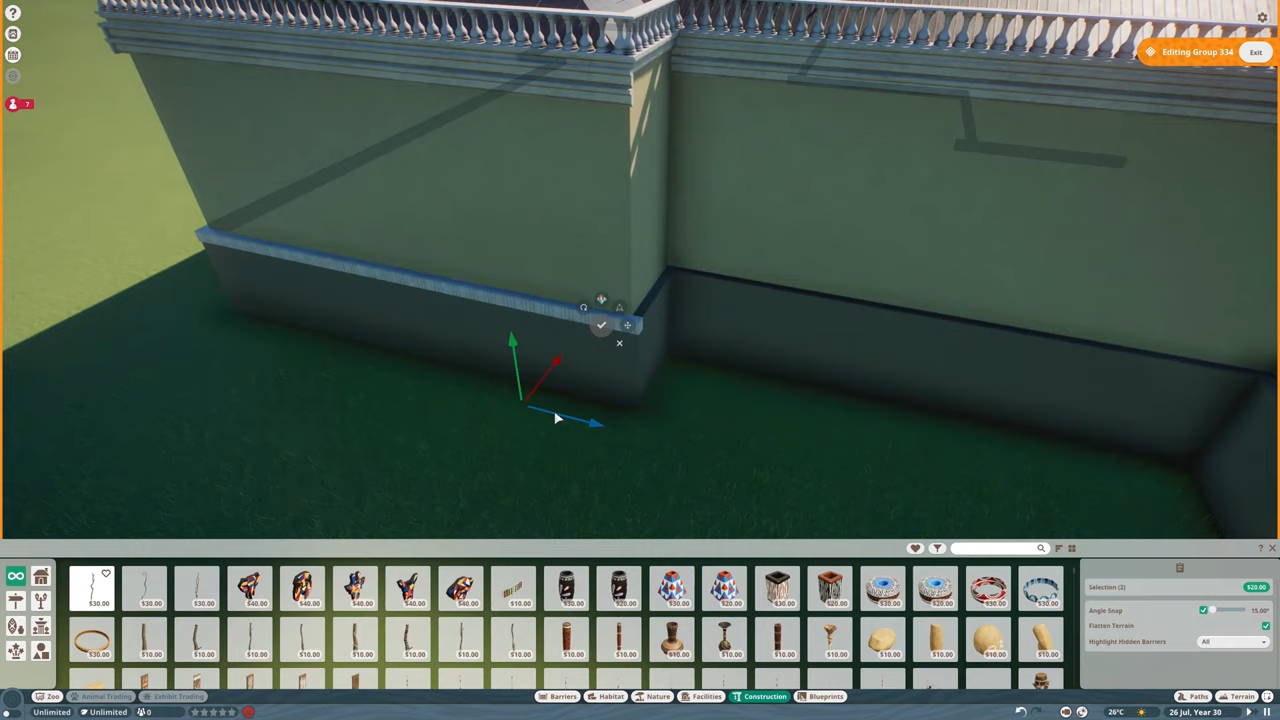 ?
Editing Group 334
Exit
7
?
Selection (2)
$20.00
$30.00 $30.00 $30.00 $40.00 $40.00 $40.00 $40.00 $40.00 $10.00 $30.00 $20.00 $30.00 $20.00 $30.00 $20.00 $30.00 $20.00 $30.00 $30.00
Angle Snap
15.00°
Flatten Terrain
Highlight Hidden Barriers
All
$30.00 $10.00 $10.00 $10.00 $10.00 $10.00 $10.00 $10.00 $10.00 $10.00 $10.00 $10.00 $10.00 $10.00 $10.00 $10.00 $10.00 $10.00 $10.00
Zoo
Animal Trading
Exhibit Trading
Barriers
Habitat
Nature
Facilities
Construction
Blueprints
Paths
Terrain
Unlimited
Unlimited
0
26°C
26 Jul, Year 30